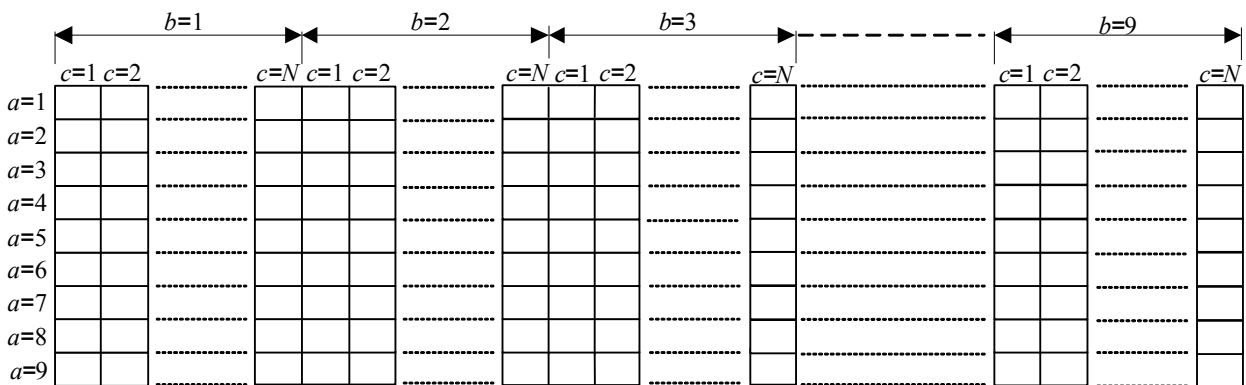 b=1 b=2 b=3 b=9
c=1 c=2 c=N c=1 c=2 c=N c=1 c=2 c=N c=1 c=2 c=N
a=1
a=2
a=3
a=4
a=5
a=6
a=7
a=8
a=9